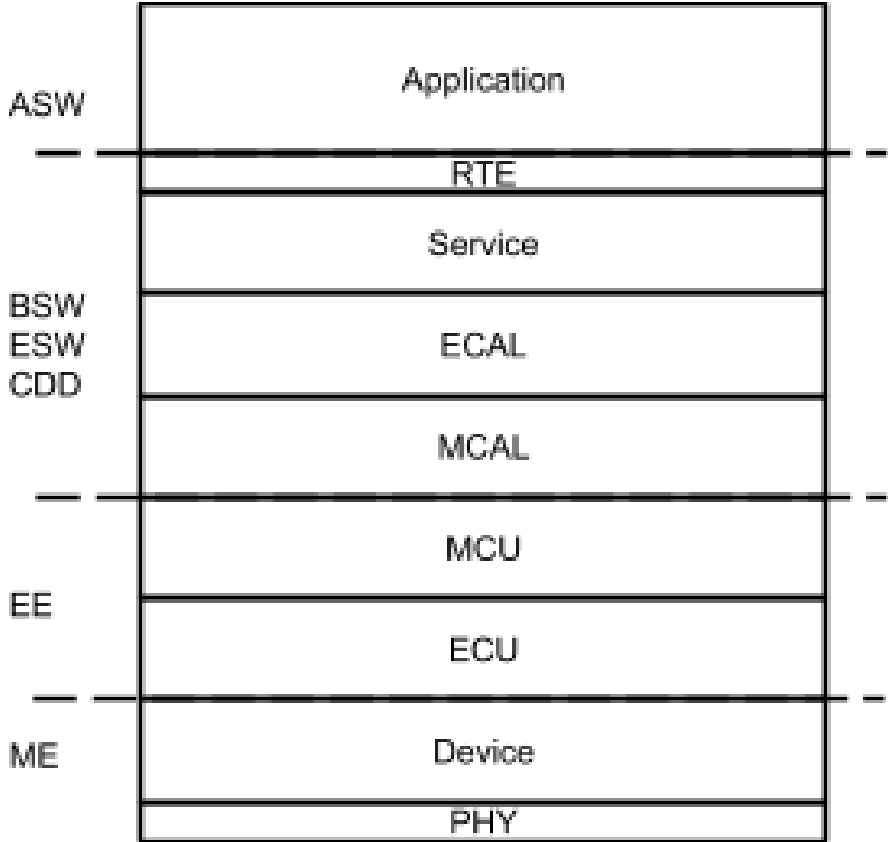 Application
ASW
RTE
Service
BSW
ESW
ECAL
CDD
MCAL
MCU
EE
ECU
Device
ME
PHY